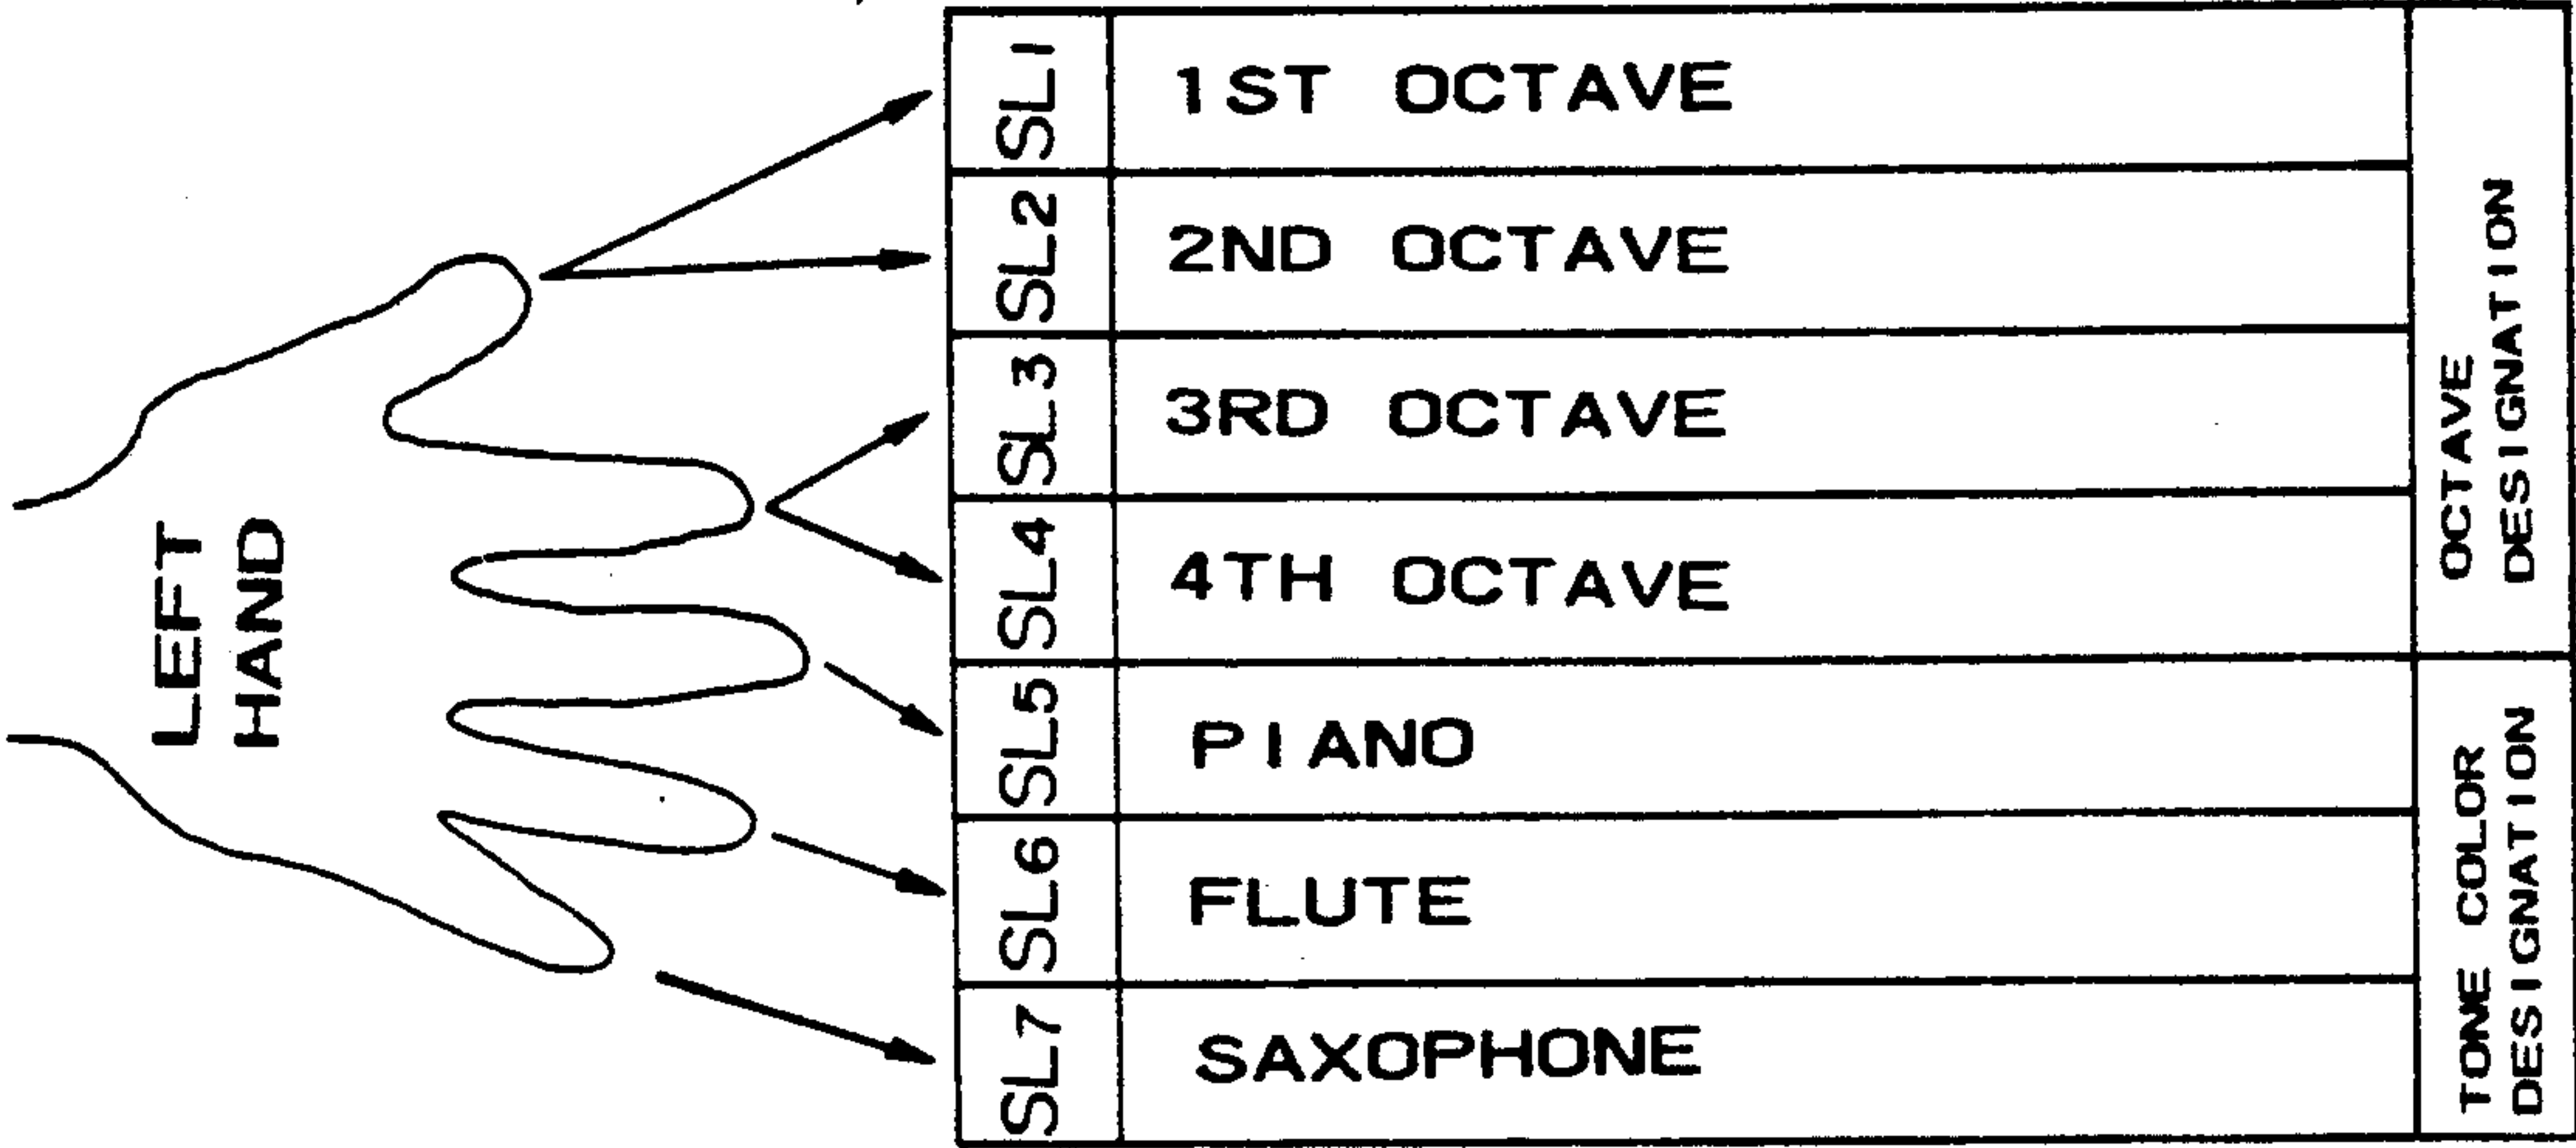 LEFT
HAND
SL1 1ST OCTAVE
SL2 2ND OCTAVE
SL3 3RD OCTAVE
SL4 4TH OCTAVE
SL5 PIANO
SL6 FLUTE
SL7 SAXOPHONE
OCTAVE
DESIGNATION
TONE COLOR
DESIGNATION